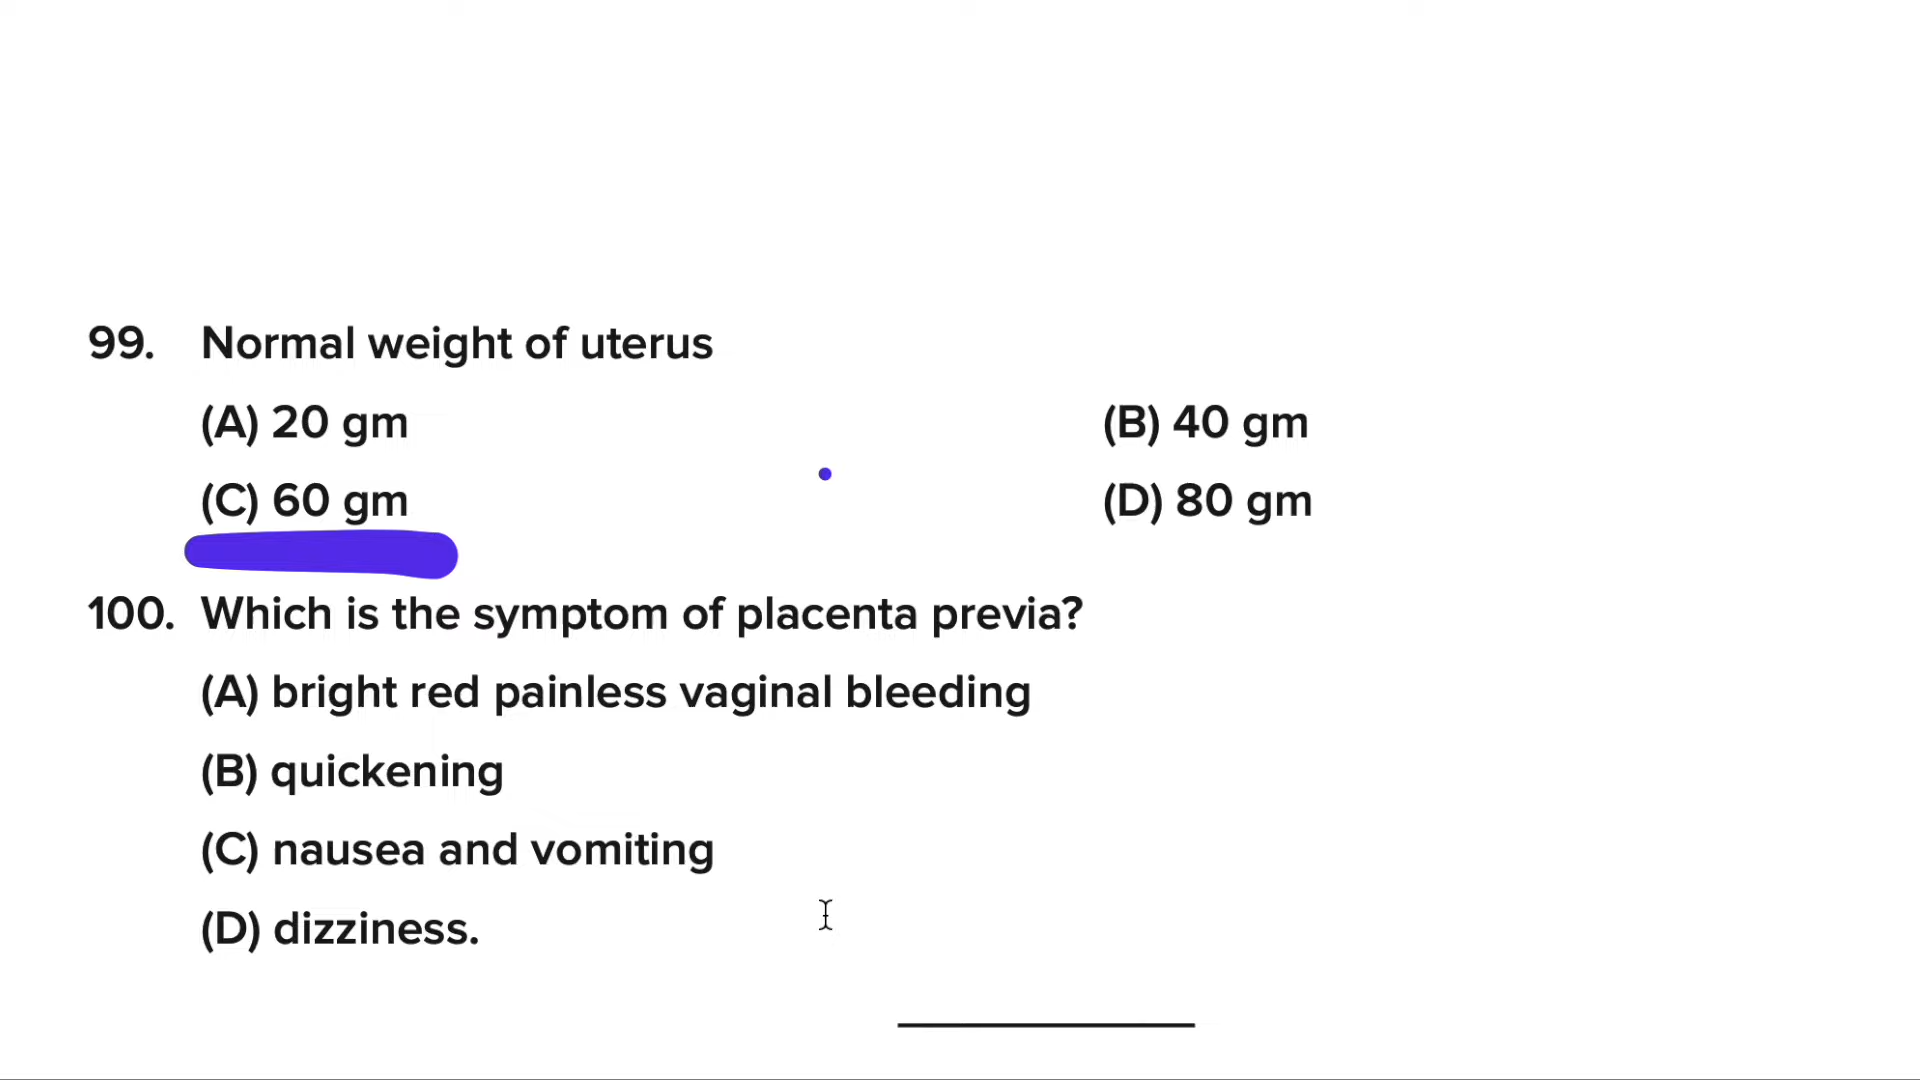 99. Normal weight of uterus
(A) 20 gm (B) 40 gm
(C) 60 gm (D) 80 gm
100. Which is the symptom of placenta previa?
(A) bright red painless vaginal bleeding
(B) quickening
(C) nausea and vomiting
(D) dizziness.